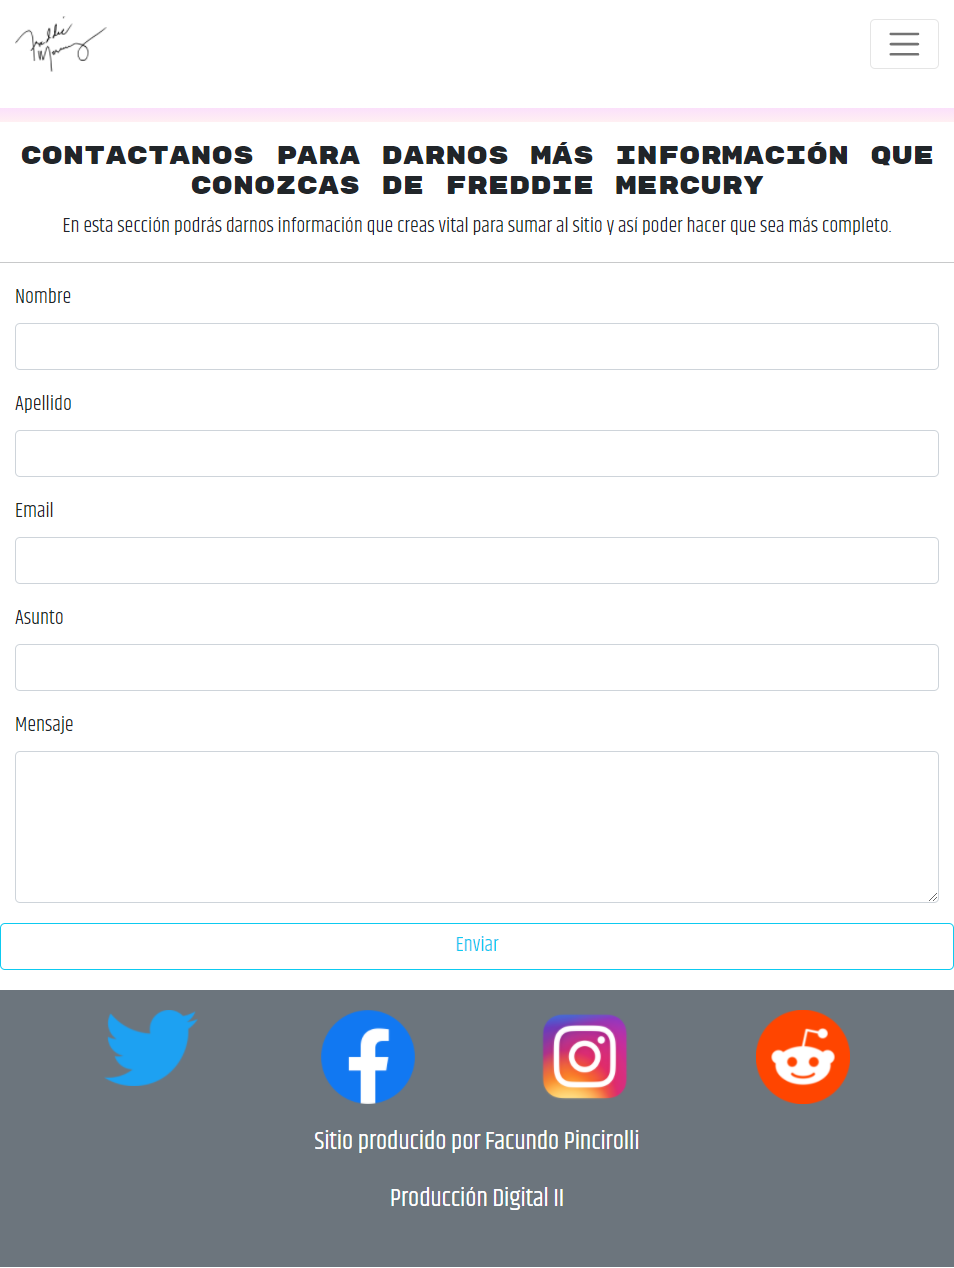 Freddie
Mercury
CONTACTANOS PARA DARNOS MÁS INFORMACIÓN QUE
CONOZCAS DE FREDDIE MERCURY
En esta sección podrás darnos información que creas vital para sumar al sitio y así poder hacer que sea más completo.
Nombre
Apellido
Email
Asunto
Mensaje
Enviar
Sitio producido por Facundo Pincirolli
Producción Digital II